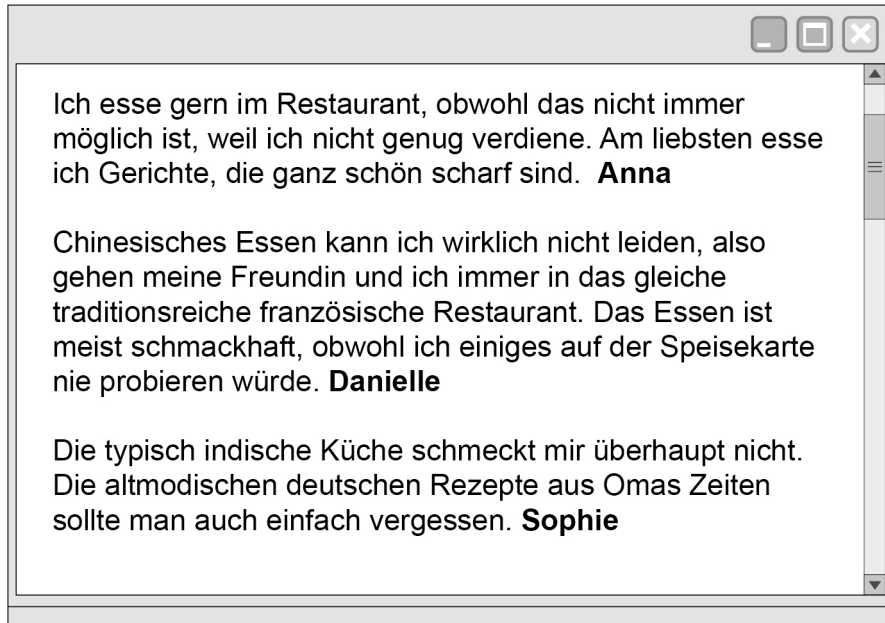 Ich esse gern im Restaurant, obwohl das nicht immer
möglich ist, weil ich nicht genug verdiene. Am liebsten esse
ich Gerichte, die ganz schön scharf sind. Anna
Chinesisches Essen kann ich wirklich nicht leiden, also
gehen meine Freundin und ich immer in das gleiche
traditionsreiche französische Restaurant. Das Essen ist
meist schmackhaft, obwohl ich einiges auf der Speisekarte
nie probieren würde. Danielle
Die typisch indische Küche schmeckt mir überhaupt nicht.
Die altmodischen deutschen Rezepte aus Omas Zeiten
sollte man auch einfach vergessen. Sophie